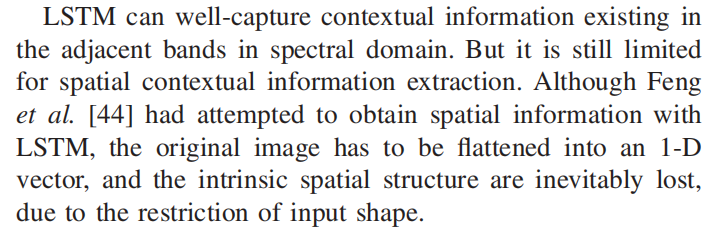 LSTM can well-capture contextual information existing in
the adjacent bands in spectral domain. But it is still limited
for spatial contextual information extraction. Although Feng
et al. [44] had attempted to obtain spatial information with
LSTM, the original image has to be flattened into an 1-D
vector, and the intrinsic spatial structure are inevitably lost,
due to the restriction of input shape.